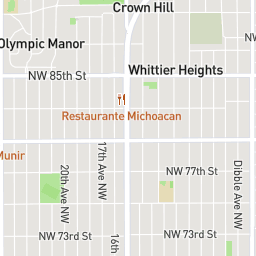 Crown Hill
Olympic Manor
Whittier Heights
NW 85th St
Restaurante Michoacan
Munir
NW 77th St
17th Ave NW
20th Ave NW
Dibble Ave NW
NW 73rd St
NW 73rd St
16th